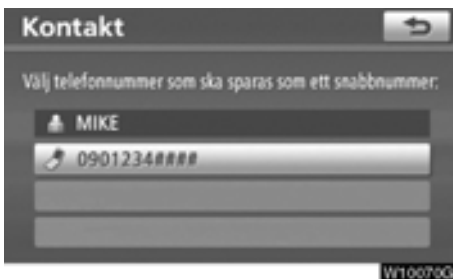 Kontakt
Välj telefonnummer som ska sparas som ett snabbnummer:
MIKE
0901234####
W10070G